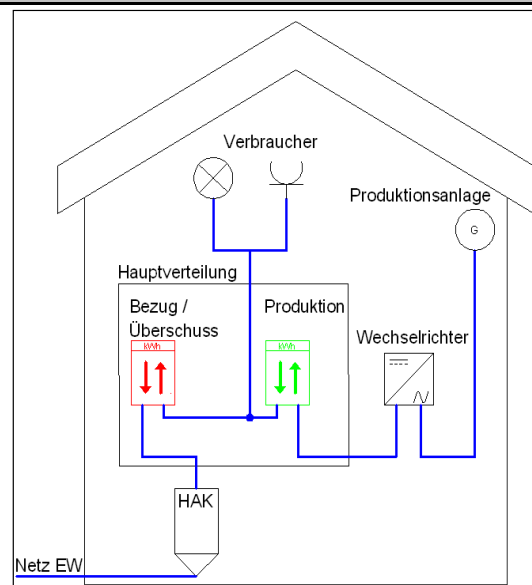 Verbraucher
Produktionsanlage
G
Hauptverteilung
Bezug /
Überschuss
Produktion
kWh
kWh
Wechselrichter
HAK
Netz EW